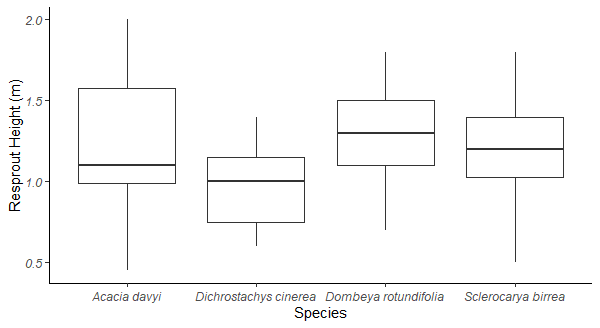 Resprout Height (m)
2.0
1.5
1.0
0.5
Acacia davyi Dichrostachys cinerea Dombeya rotundifolia Sclerocarya birrea
Species